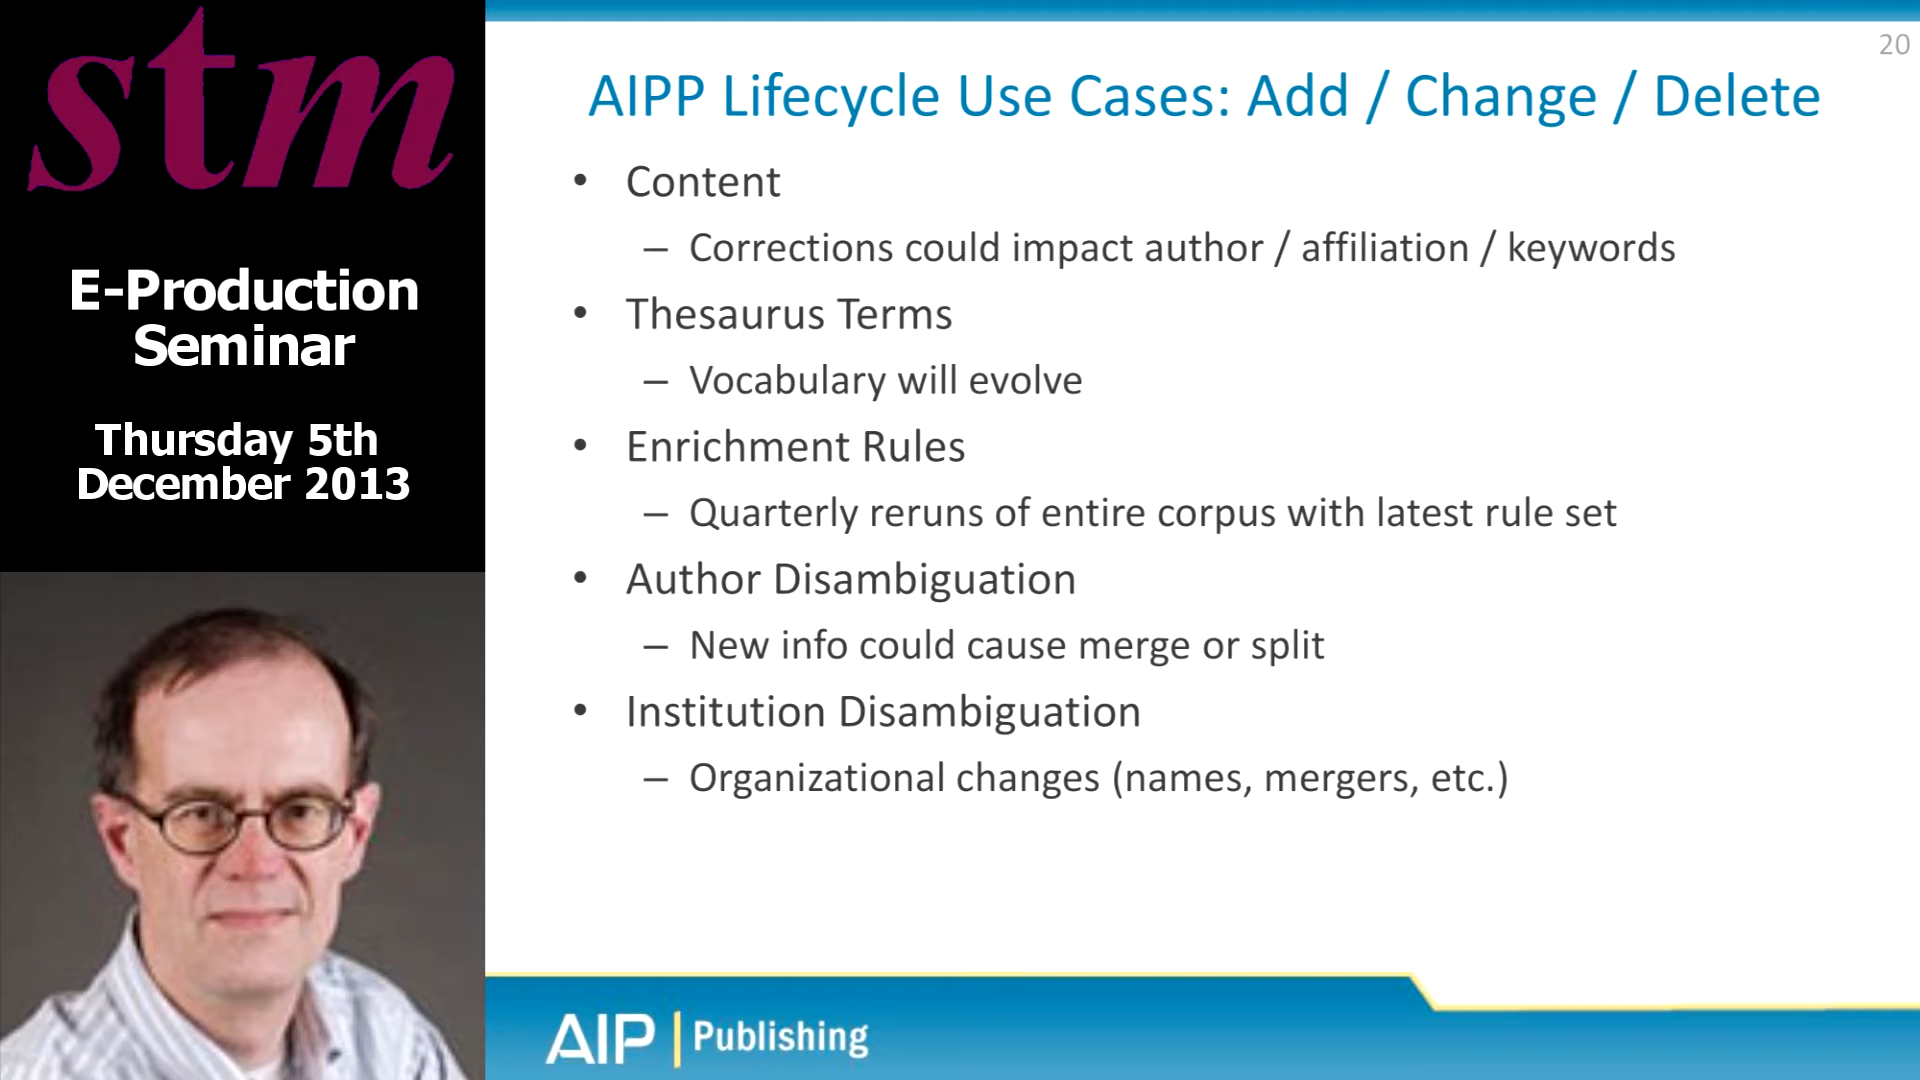 stm
E-Production
Seminar
Thursday 5th
December 2013
20
AIPP Lifecycle Use Cases: Add / Change / Delete
• Content
– Corrections could impact author / affiliation / keywords
• Thesaurus Terms
– Vocabulary will evolve
• Enrichment Rules
– Quarterly reruns of entire corpus with latest rule set
• Author Disambiguation
– New info could cause merge or split
• Institution Disambiguation
– Organizational changes (names, mergers, etc.)
AIP | Publishing